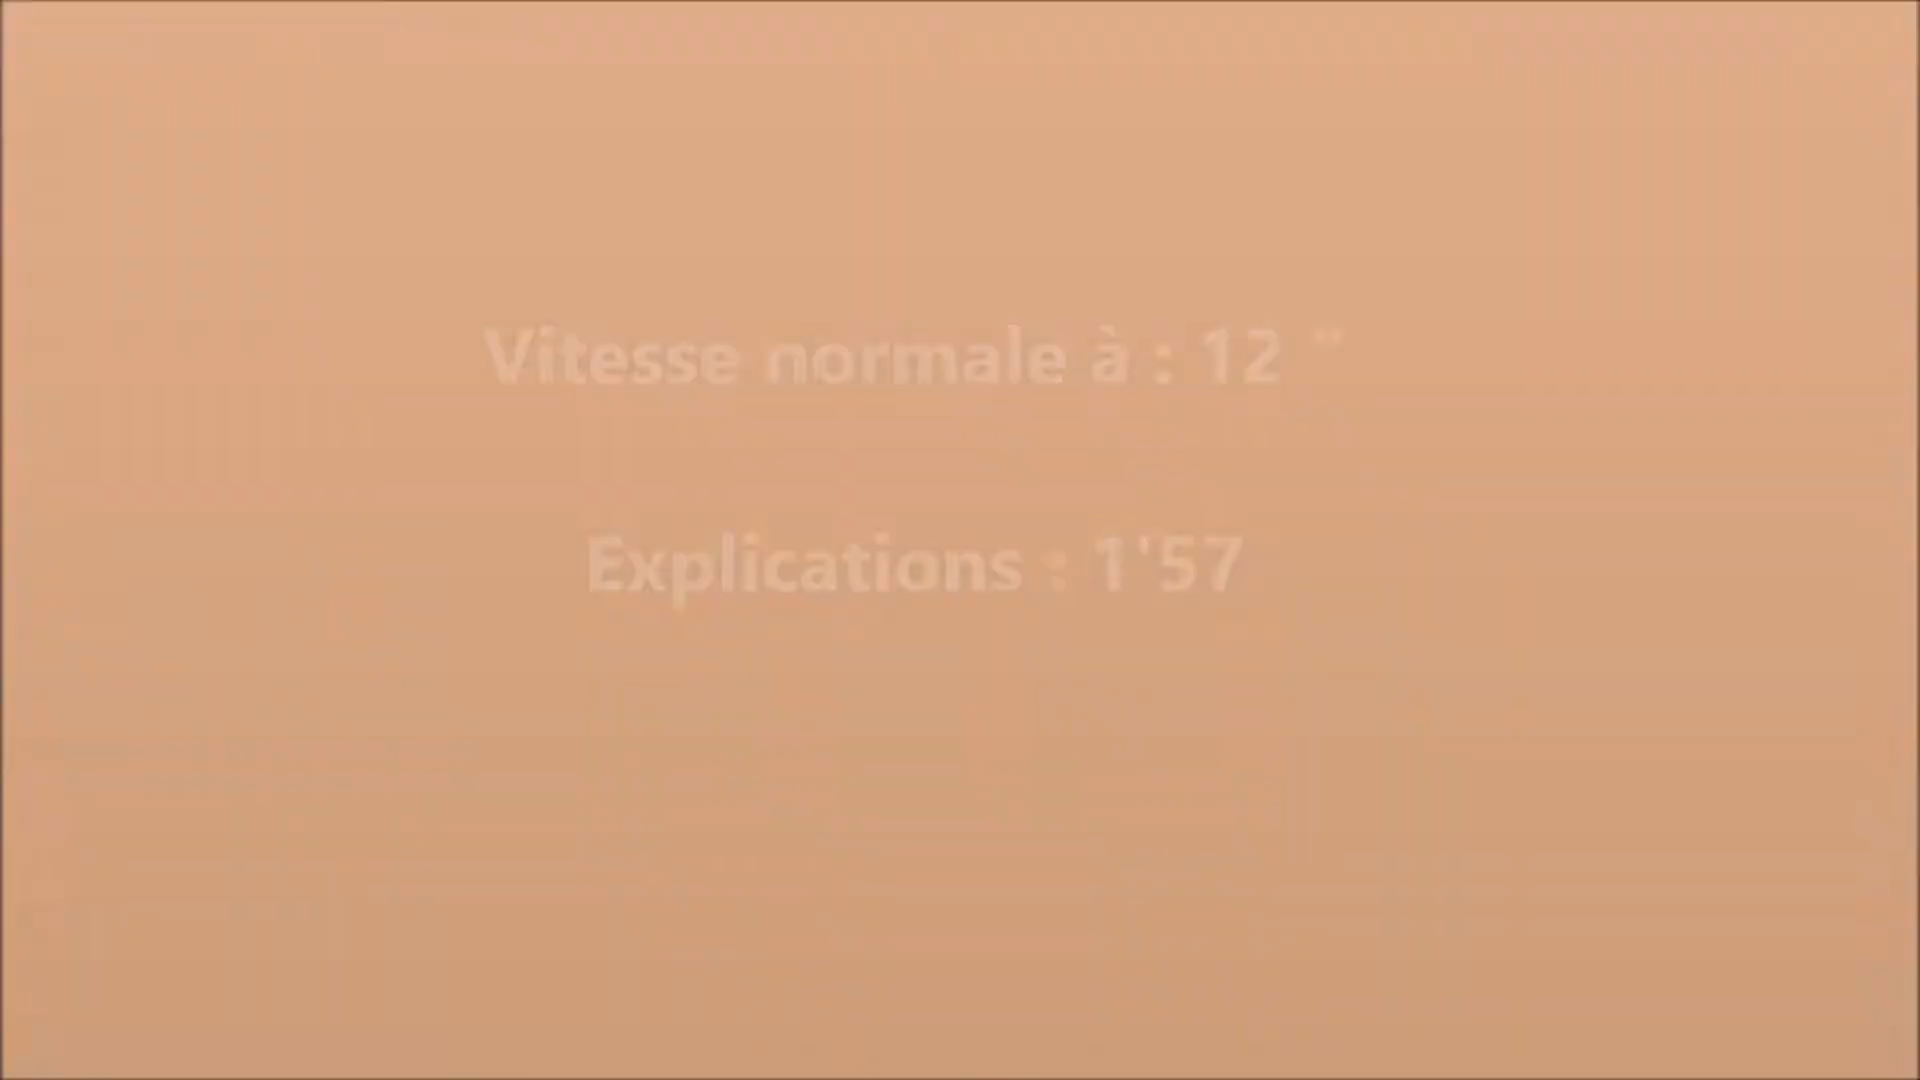 Vitesse normale à : 12 "
Explications : 1'57